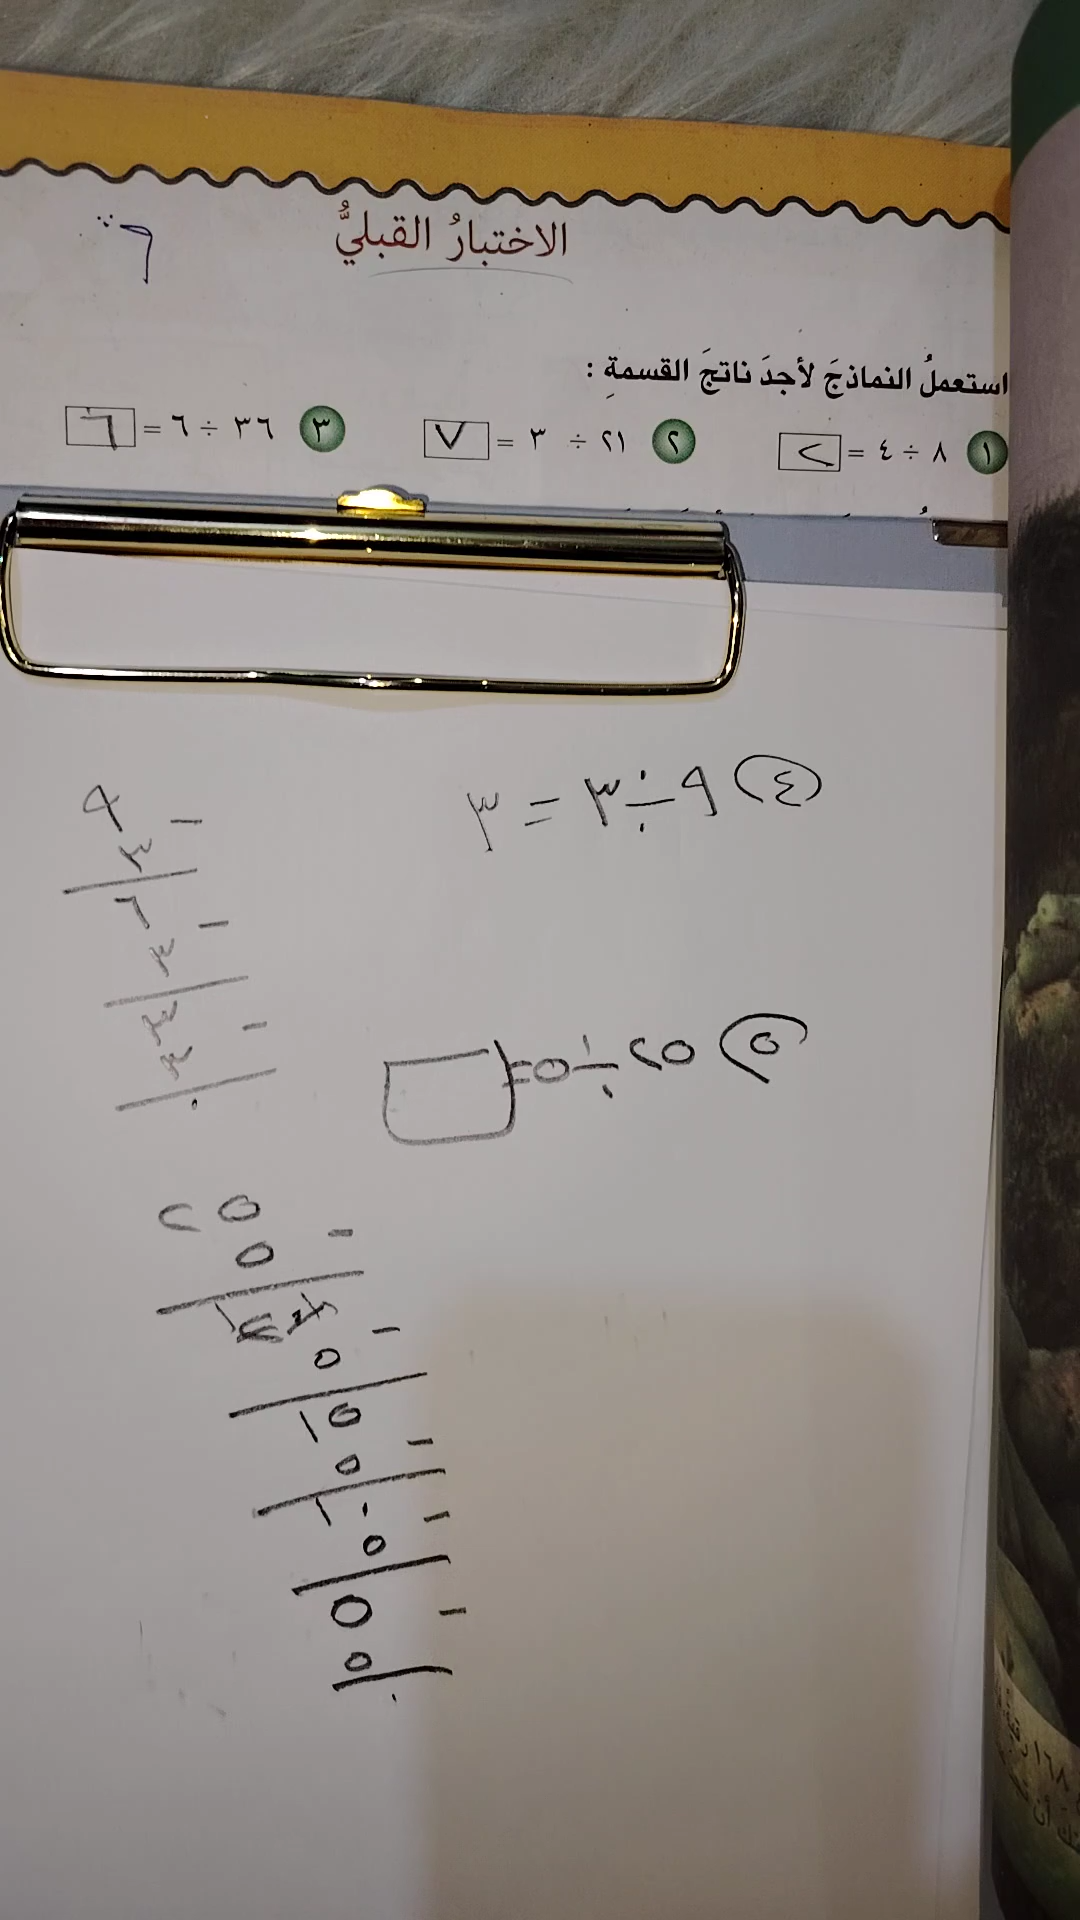 الاختبارُ القبليُّ
استعملُ النماذجَ لأجدَ ناتجَ القسمةِ :
١ ٨ ÷ ٤ = ٢
٢ ٢١ ÷ ٣ = ٧
٣ ٣٦ ÷ ٦ = ٦
٤ ٩ ÷ ٣ = ٣
٩
- ٣
٦
- ٣
٣
- ٣
٠
٥ ٢٥ ÷ ٥ =
٢٥
- ٥
- ٥
١٥
- ٥
١٠
- ٥
٥
- ٥
٠
١٦٨